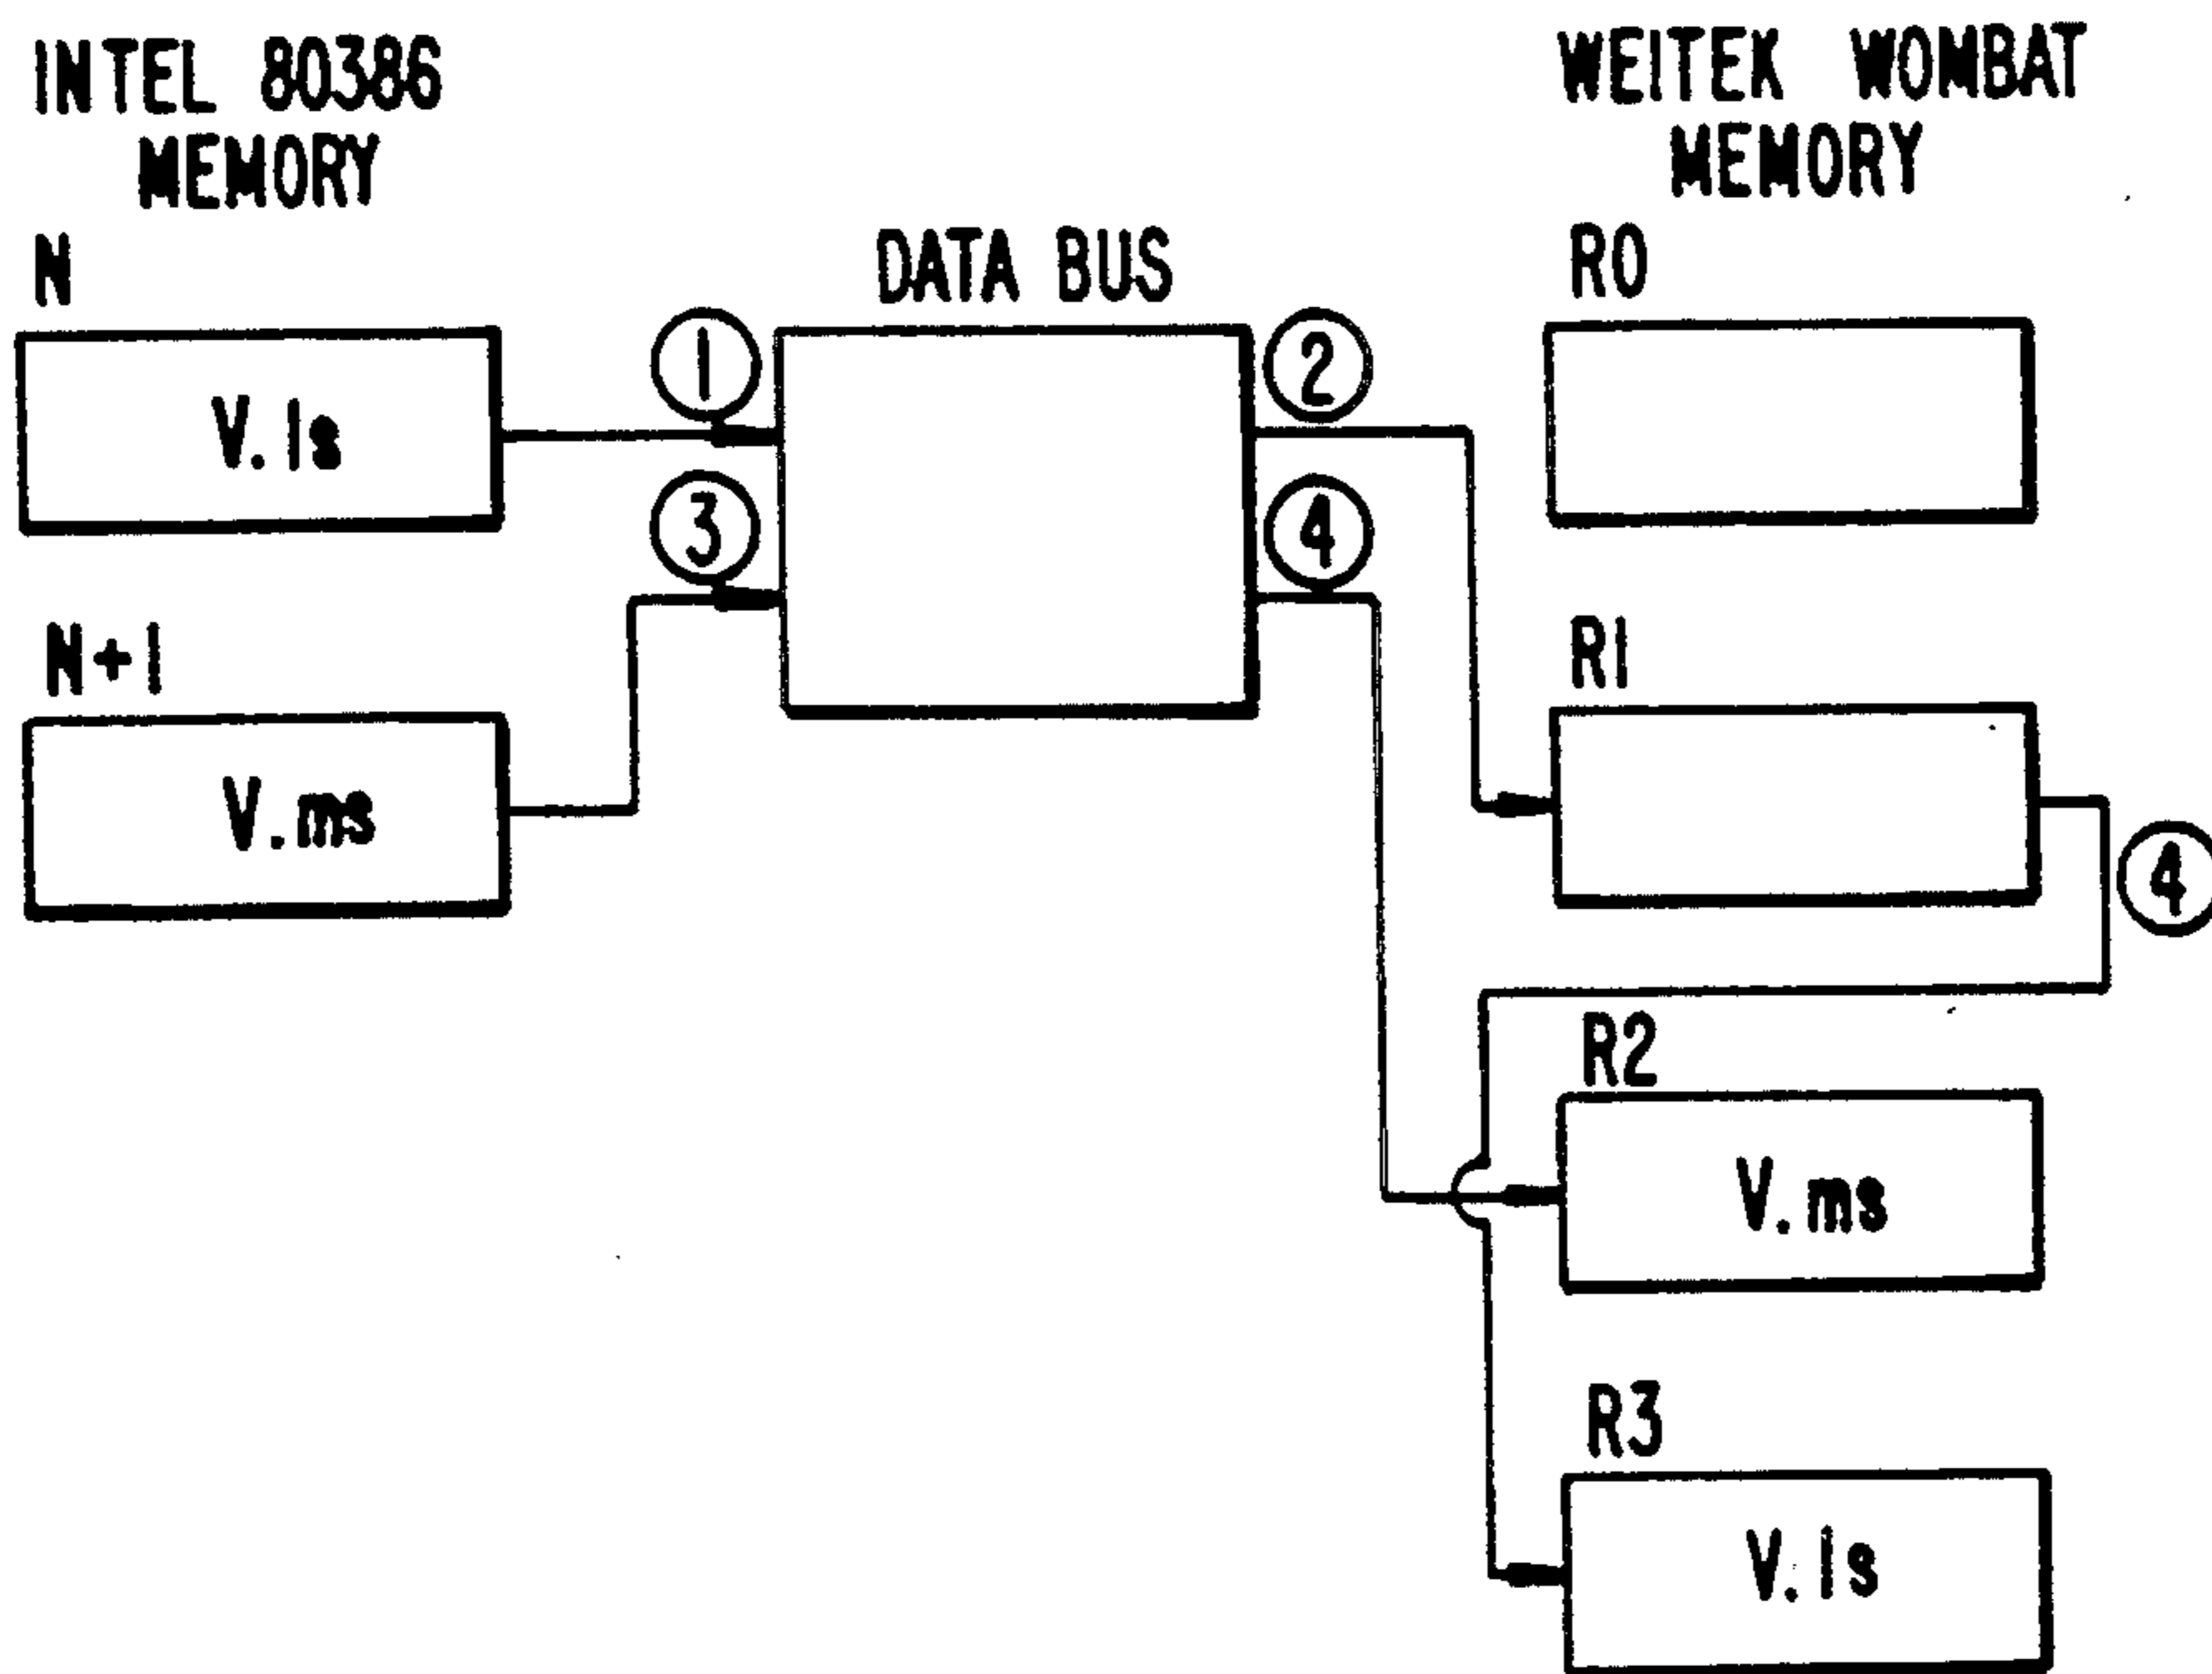 INTEL 80386
MEMORY
WEITEK WOMBAT
MEMORY
N
DATA BUS
R0
1
2
V.ls
3
4
N+1
R1
V.ms
4
R2
V.ms
R3
V.ls